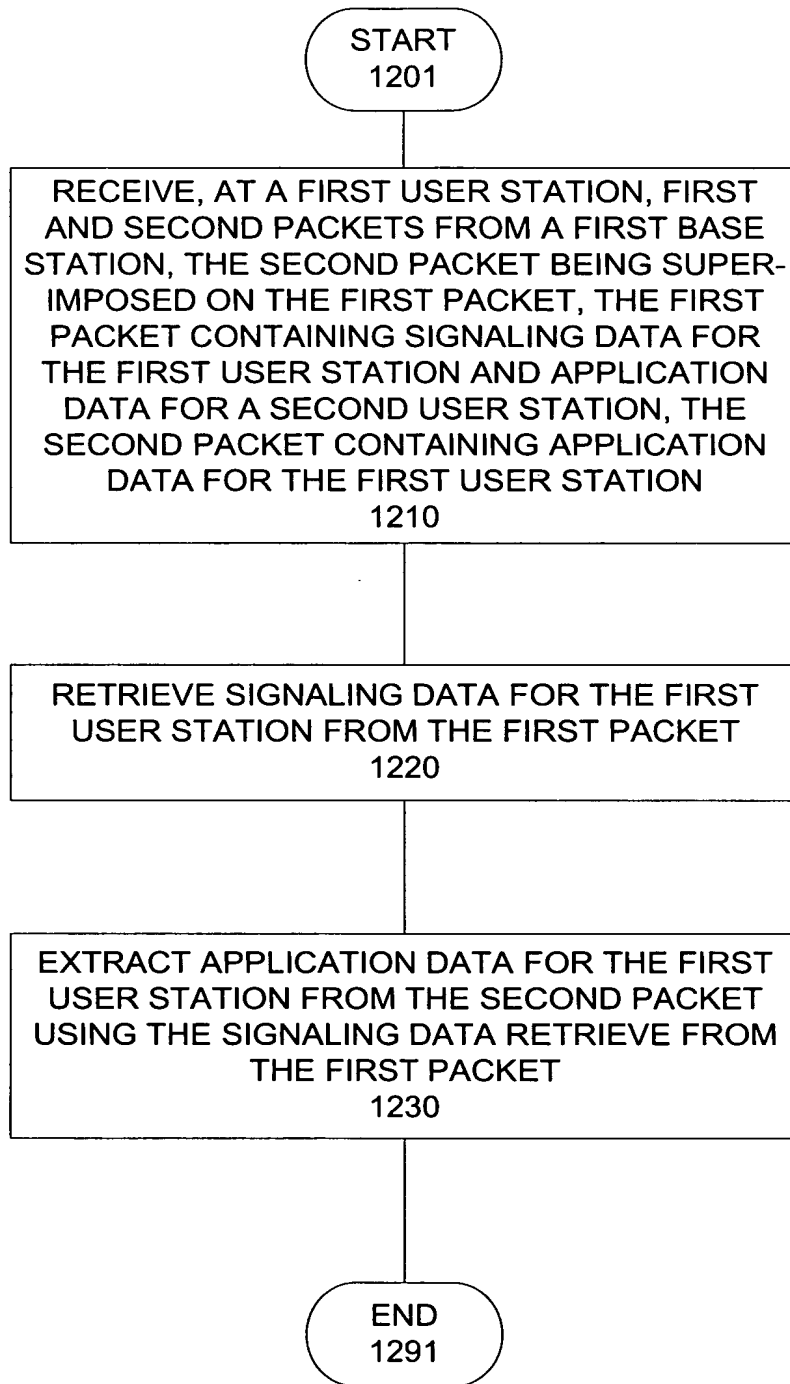 START
1201
RECEIVE, AT A FIRST USER STATION, FIRST
AND SECOND PACKETS FROM A FIRST BASE
STATION, THE SECOND PACKET BEING SUPER-
IMPOSED ON THE FIRST PACKET, THE FIRST
PACKET CONTAINING SIGNALING DATA FOR
THE FIRST USER STATION AND APPLICATION
DATA FOR A SECOND USER STATION, THE
SECOND PACKET CONTAINING APPLICATION
DATA FOR THE FIRST USER STATION
1210
RETRIEVE SIGNALING DATA FOR THE FIRST
USER STATION FROM THE FIRST PACKET
1220
EXTRACT APPLICATION DATA FOR THE FIRST
USER STATION FROM THE SECOND PACKET
USING THE SIGNALING DATA RETRIEVE FROM
THE FIRST PACKET
1230
END
1291